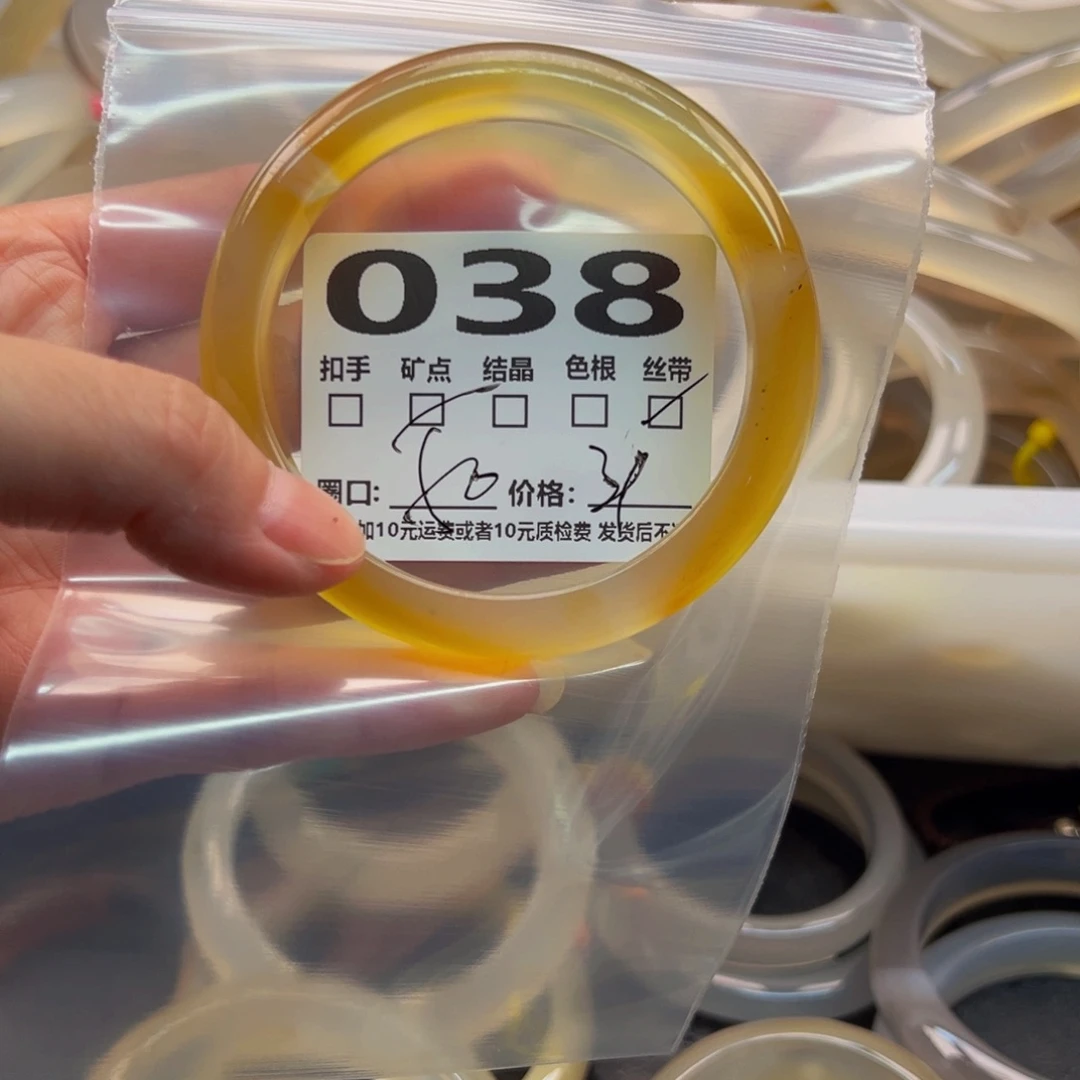 038
扣手 矿点 结晶 色根 丝带
圈口: 价格:
加10元运费或者10元质检费 发货后不